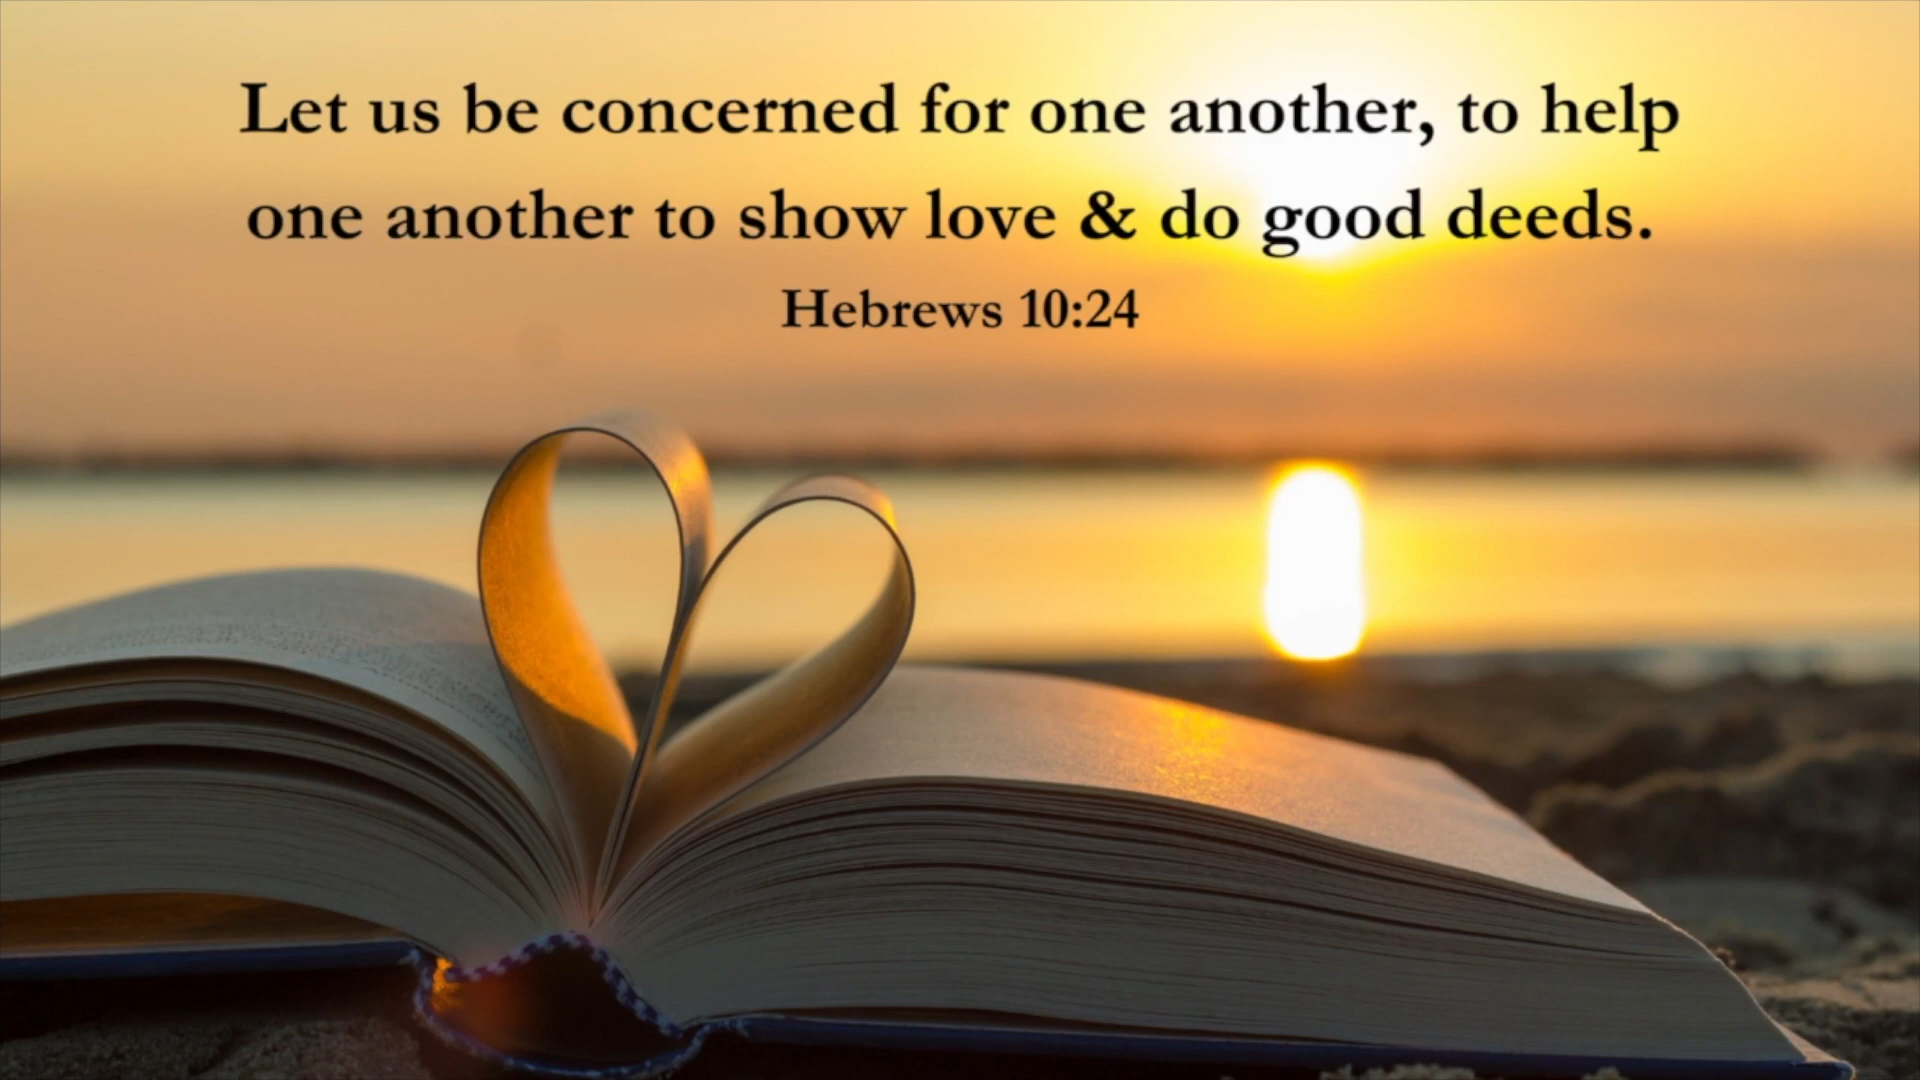 Let us be concerned for one another, to help
one another to show love & do good deeds.
Hebrews 10:24